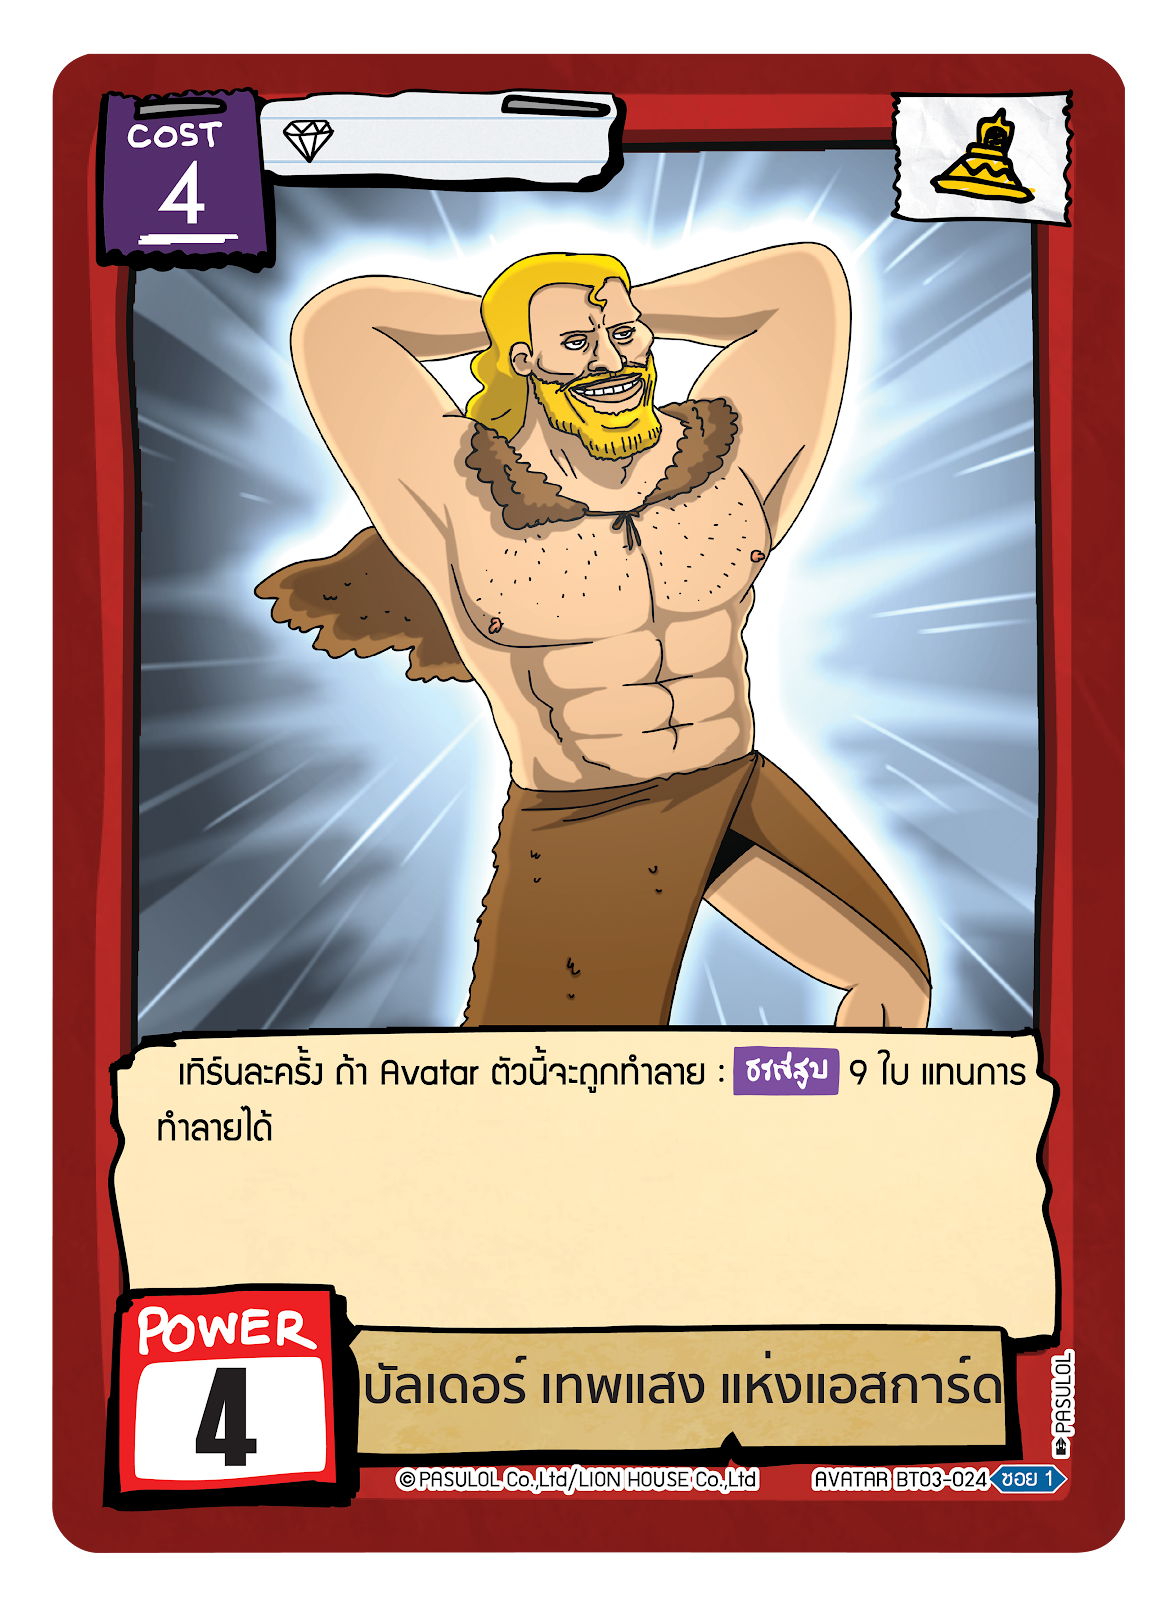 COST
4
เทิร์นละครั้ง ถ้า Avatar ตัวนี้จะถูกทำลาย : ธรณีสูบ 9 ใบ แทนการ
ทำลายได้
POWER
4
บัลเดอร์ เทพแสง แห่งแอสการ์ด
PASULOL
© PASULOL Co.,Ltd/LION HOUSE Co.,Ltd
AVATAR BT03-024 ซอย 1